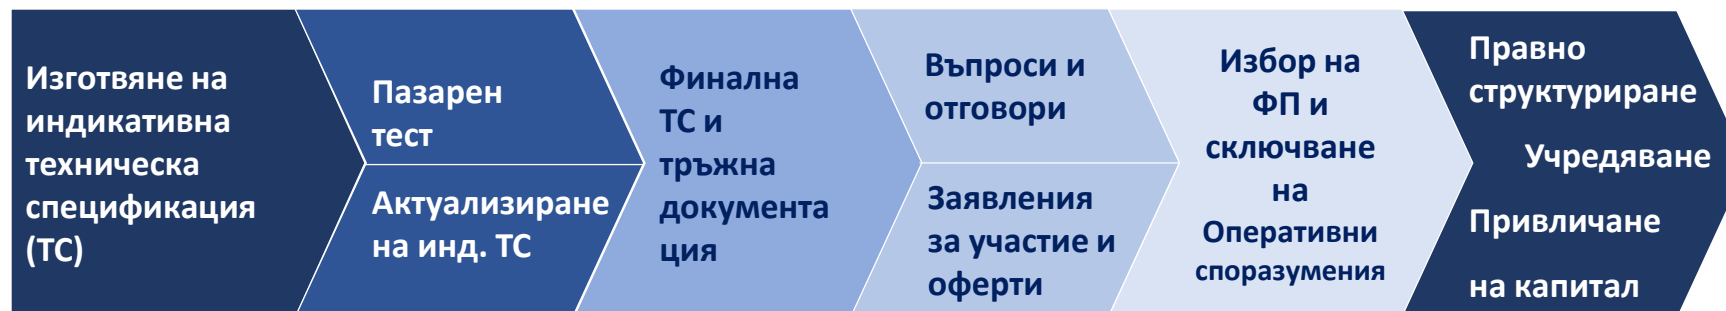 Изготвяне на
индикативна
техническа
спецификация
(ТС)
Пазарен
тест
Актуализиране
на инд. ТС
Финална
ТС и
тръжна
документа
ция
Въпроси и
отговори
Заявления
за участие и
оферти
Избор на
ФП и
сключване
на
Оперативни
споразумения
Правно
структуриране
Учредяване
Привличане
на капитал